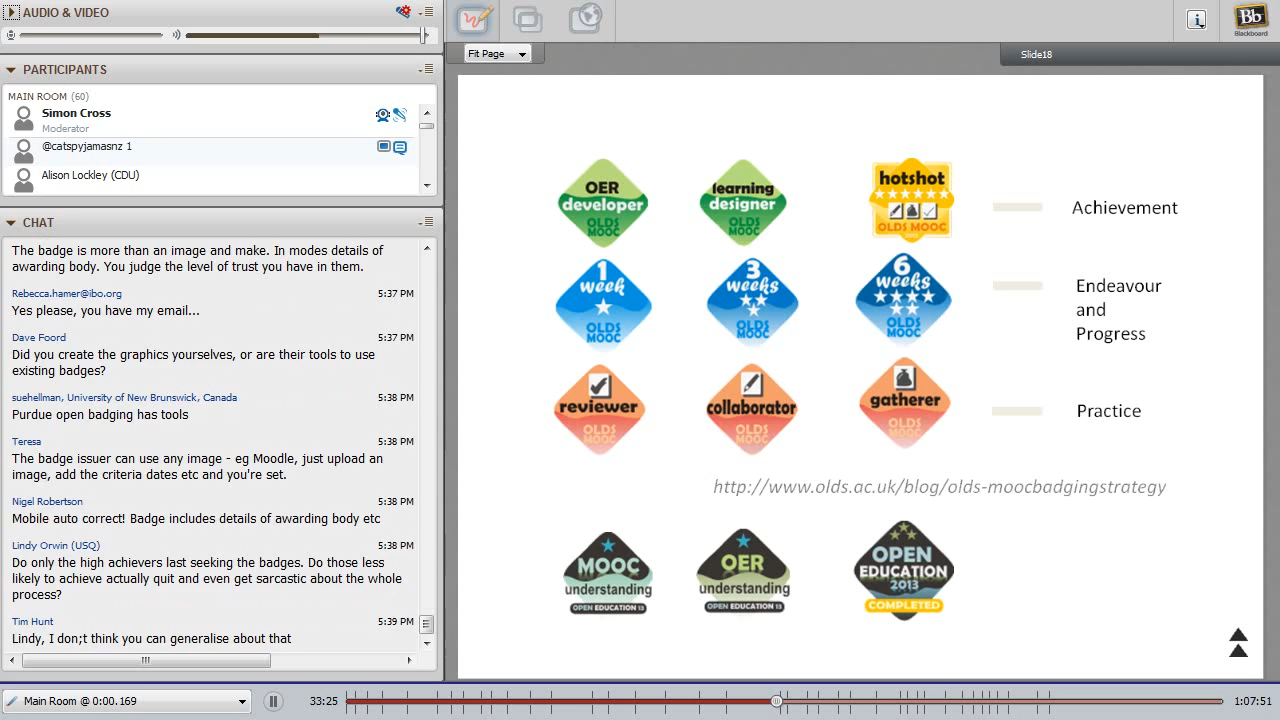 AUDIO & VIDEO
PARTICIPANTS
MAIN ROOM (60)
Simon Cross
Moderator
@catspyjamasnz 1
Alison Lockley (CDU)
CHAT
The badge is more than an image and make. In modes details of
awarding body. You judge the level of trust you have in them.
Rebecca.hamer@ibo.org 5:37 PM
Yes please, you have my email...
Dave Foord 5:37 PM
Did you create the graphics yourselves, or are their tools to use
existing badges?
suehellman, University of New Brunswick, Canada 5:38 PM
Purdue open badging has tools
Teresa 5:38 PM
The badge issuer can use any image - eg Moodle, just upload an
image, add the criteria dates etc and you're set.
Nigel Robertson 5:38 PM
Mobile auto correct! Badge includes details of awarding body etc
Lindy Orwin (USQ) 5:38 PM
Do you see the high achievers last seeking the badges. Do those less
likely to achieve actually quit and even get sarcastic about the whole
process?
Tim Hunt 5:39 PM
Lindy, I don;t think you can generalise about that
Main Room @ 0:00.169
Fit Page
Slide18
Bb
Blackboard
OER
developer
OLDS
MOOC
learning
designer
OLDS
MOOC
hotshot
OLDS MOOC
Achievement
1
week
OLDS
MOOC
3
weeks
OLDS
MOOC
6
weeks
OLDS
MOOC
Endeavour
and
Progress
reviewer
OLDS
MOOC
collaborator
OLDS
MOOC
gatherer
OLDS
MOOC
Practice
http://www.olds.ac.uk/blog/olds-moocbadgingstrategy
MOOC
understanding
OPEN EDUCATION 13
OER
understanding
OPEN EDUCATION 13
OPEN
EDUCATION
2013
COMPLETED
33:25
1:07:51